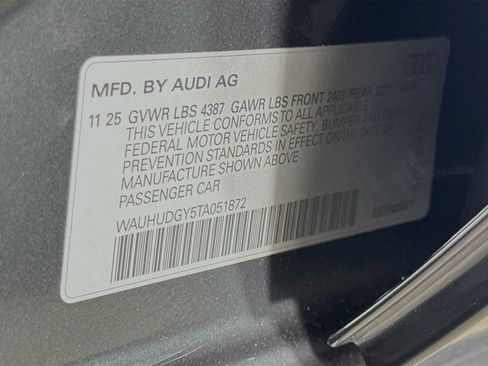 MFD. BY AUDI AG
11 25 GVWR LBS 4387 GAWR LBS FRONT 2403 REAR
THIS VEHICLE CONFORMS TO ALL APPLICABLE
FEDERAL MOTOR VEHICLE SAFETY, BUMPER AND
PREVENTION STANDARDS IN EFFECT ON THE DATE OF
MANUFACTURE SHOWN ABOVE
PASSENGER CAR
WAUHUDGY5TA051872